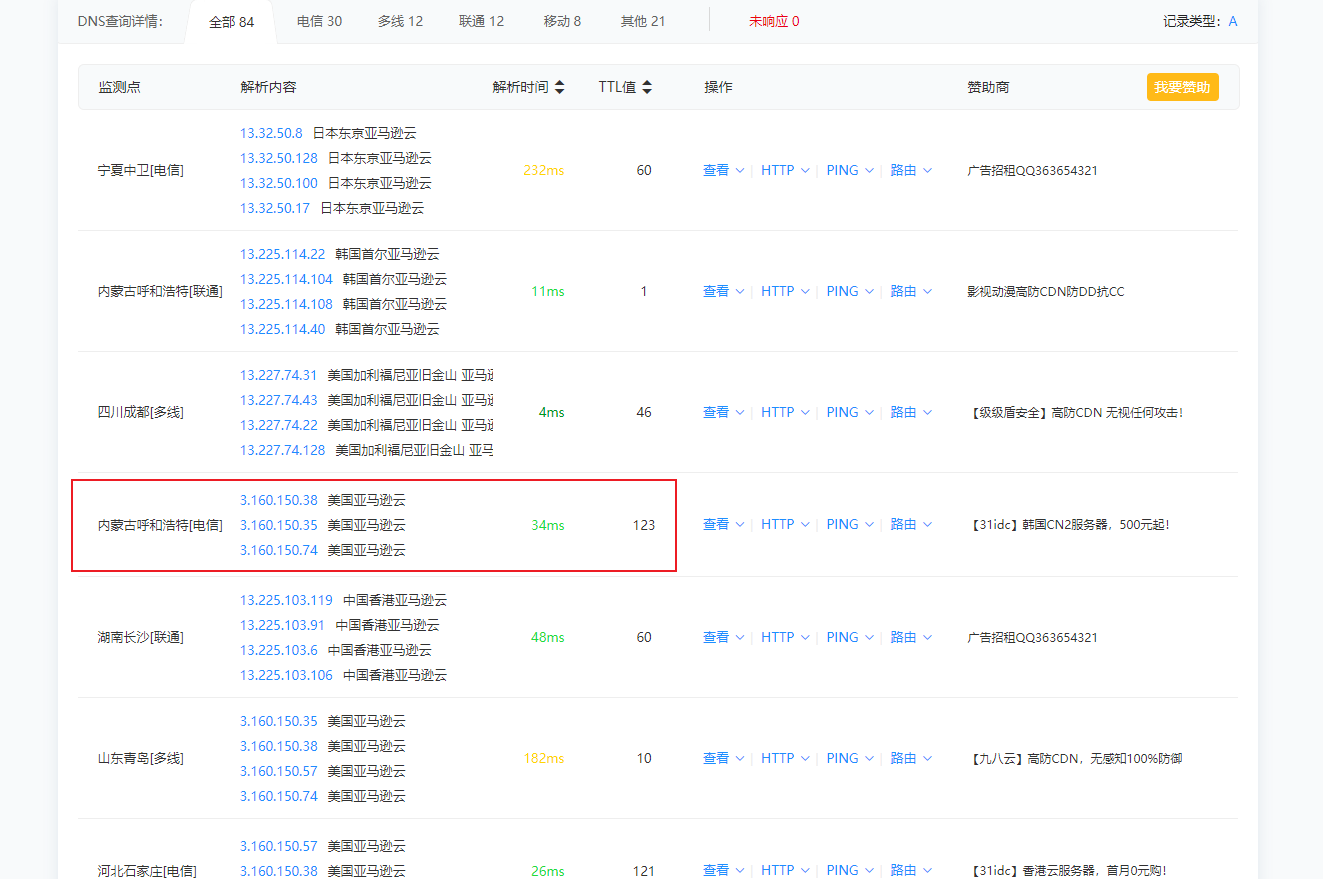 DNS查询详情: 全部 84 电信 30 多线 12 联通 12 移动 8 其他 21 未响应 0 记录类型: A
监测点 解析内容 解析时间 TTL值 操作 赞助商 我要赞助
13.32.50.8 日本东京亚马逊云
13.32.50.128 日本东京亚马逊云
宁夏中卫[电信] 232ms 60 查看 HTTP PING 路由 广告招租QQ363654321
13.32.50.100 日本东京亚马逊云
13.32.50.17 日本东京亚马逊云
13.225.114.22 韩国首尔亚马逊云
13.225.114.104 韩国首尔亚马逊云
内蒙古呼和浩特[联通] 11ms 1 查看 HTTP PING 路由 影视动漫高防CDN防DD抗CC
13.225.114.108 韩国首尔亚马逊云
13.225.114.40 韩国首尔亚马逊云
13.227.74.31 美国加利福尼亚旧金山 亚马
13.227.74.43 美国加利福尼亚旧金山 亚马
四川成都[多线] 4ms 46 查看 HTTP PING 路由 【级级盾安全】高防CDN 无视任何攻击!
13.227.74.22 美国加利福尼亚旧金山 亚马
13.227.74.128 美国加利福尼亚旧金山 亚马
3.160.150.38 美国亚马逊云
内蒙古呼和浩特[电信] 3.160.150.35 美国亚马逊云 34ms 123 查看 HTTP PING 路由 【31idc】韩国CN2服务器，500元起!
3.160.150.74 美国亚马逊云
13.225.103.119 中国香港亚马逊云
13.225.103.91 中国香港亚马逊云
湖南长沙[联通] 48ms 60 查看 HTTP PING 路由 广告招租QQ363654321
13.225.103.6 中国香港亚马逊云
13.225.103.106 中国香港亚马逊云
3.160.150.35 美国亚马逊云
3.160.150.38 美国亚马逊云
山东青岛[多线] 182ms 10 查看 HTTP PING 路由 【九八云】高防CDN，无感知100%防御
3.160.150.57 美国亚马逊云
3.160.150.74 美国亚马逊云
3.160.150.57 美国亚马逊云
河北石家庄[电信] 3.160.150.38 美国亚马逊云 26ms 121 查看 HTTP PING 路由 【31idc】香港云服务器，首月0元购!